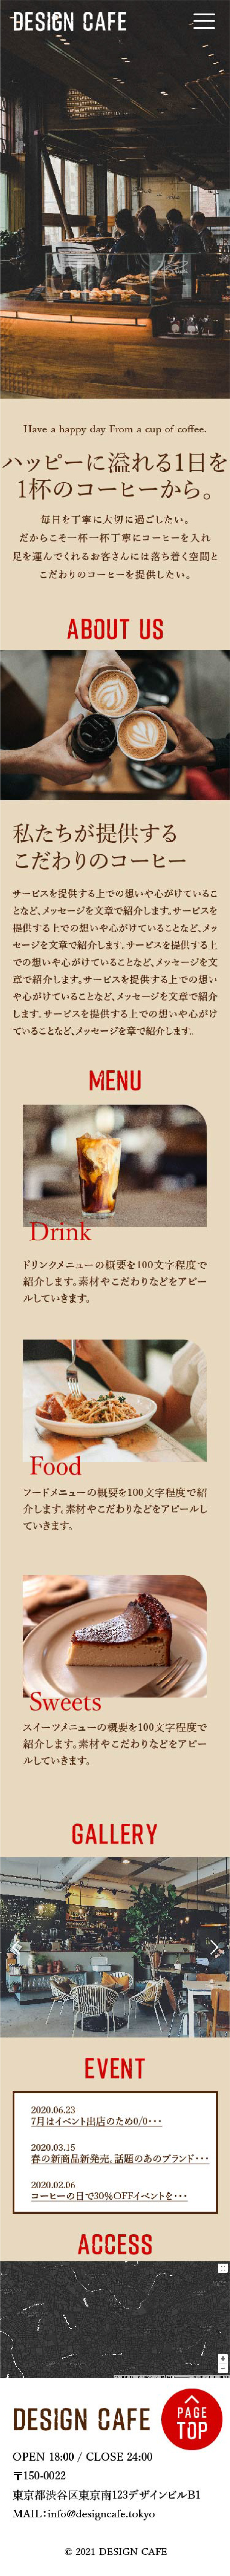 DESIGN CAFE
Have a happy day From a cup of coffee.
ハッピーに溢れる1日を
1杯のコーヒーから。
毎日を丁寧に大切に過ごしたい。
だからこそ一杯一杯丁寧にコーヒーを入れ
足を運んでくれるお客さんには落ち着く空間と
こだわりのコーヒーを提供したい。
ABOUT US
私たちが提供する
こだわりのコーヒー
サービスを提供する上での想いや心がけているこ
となど、メッセージを文章で紹介します。サービスを
提供する上での想いや心がけていることなど、メッ
セージを文章で紹介します。サービスを提供する上
での想いや心がけていることなど、メッセージを文
章で紹介します。サービスを提供する上での想い
や心がけていることなど、メッセージを文章で紹介
します。サービスを提供する上での想いや心がけ
ていることなど、メッセージを章で紹介します。
MENU
Drink
ドリンクメニューの概要を100文字程度で
紹介します。素材やこだわりなどをアピー
ルしていきます。
Food
フードメニューの概要を100文字程度で紹
介します。素材やこだわりなどをアピールし
ていきます。
Sweets
スイーツメニューの概要を100文字程度で
紹介します。素材やこだわりなどをアピー
ルしていきます。
GALLERY
EVENT
2020.06.23
7月はイベント出店のため0/0･･･
2020.03.15
春の新商品新発売。話題のあのブランド･･･
2020.02.06
コーヒーの日で30％OFFイベントを･･･
ACCESS
PAGE
TOP
DESIGN CAFE
OPEN 18:00 / CLOSE 24:00
〒150-0022
東京都渋谷区東京南123デザインビルB1
MAIL：info@designcafe.tokyo
© 2021 DESIGN CAFE